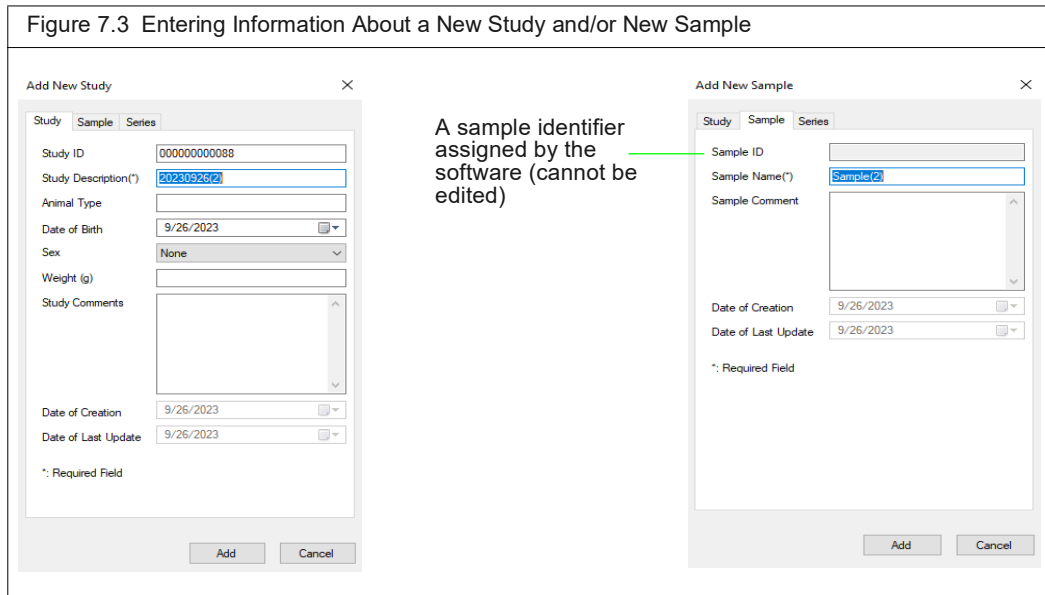 Figure 7.3 Entering Information About a New Study and/or New Sample
Add New Study
Study Sample Series
Study ID 000000000088
Study Description(*) 20230926(2)
Animal Type
Date of Birth 9/26/2023
Sex None
Weight (g)
Study Comments
Date of Creation 9/26/2023
Date of Last Update 9/26/2023
*: Required Field
Add Cancel
A sample identifier
assigned by the
software (cannot be
edited)
Add New Sample
Study Sample Series
Sample ID
Sample Name(*) Sample(2)
Sample Comment
Date of Creation 9/26/2023
Date of Last Update 9/26/2023
*: Required Field
Add Cancel